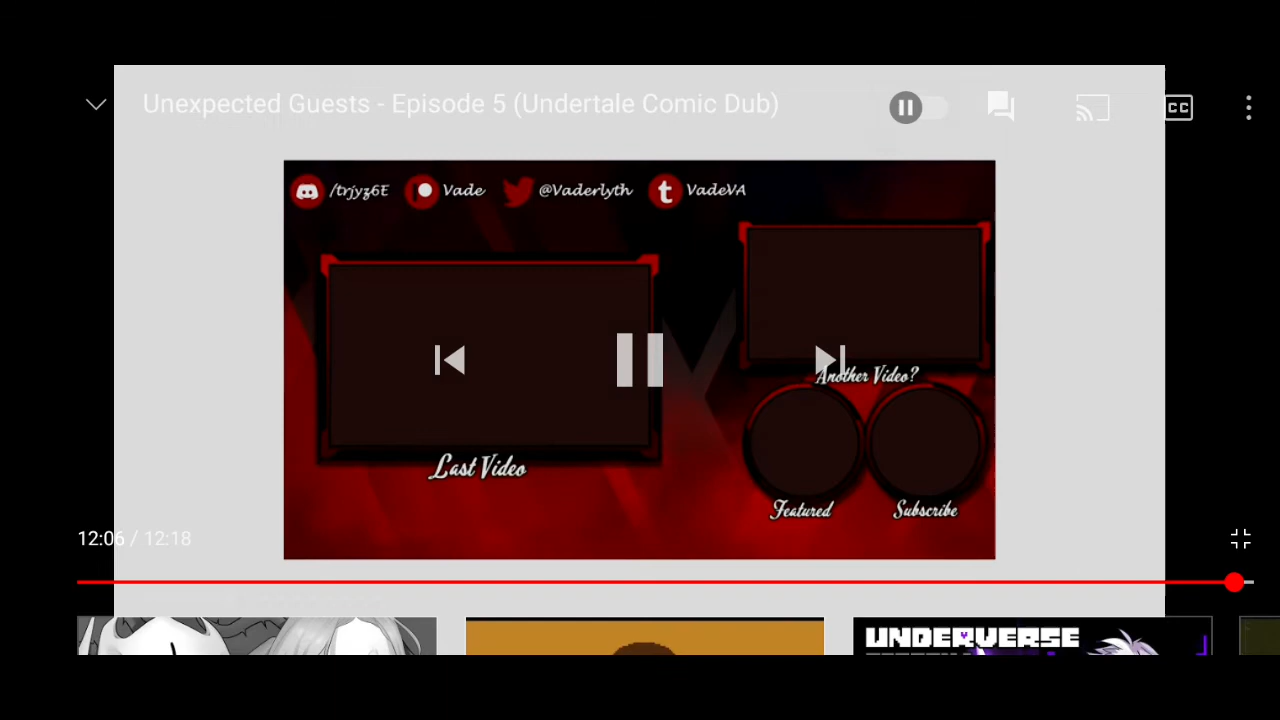 Unexpected Guests - Episode 5 (Undertale Comic Dub)
CC
/trjyz6E Vade @Vaderlyth VadeVA
Another Video?
Last Video
Featured Subscribe
12:06 / 12:18
UNDERVERSE